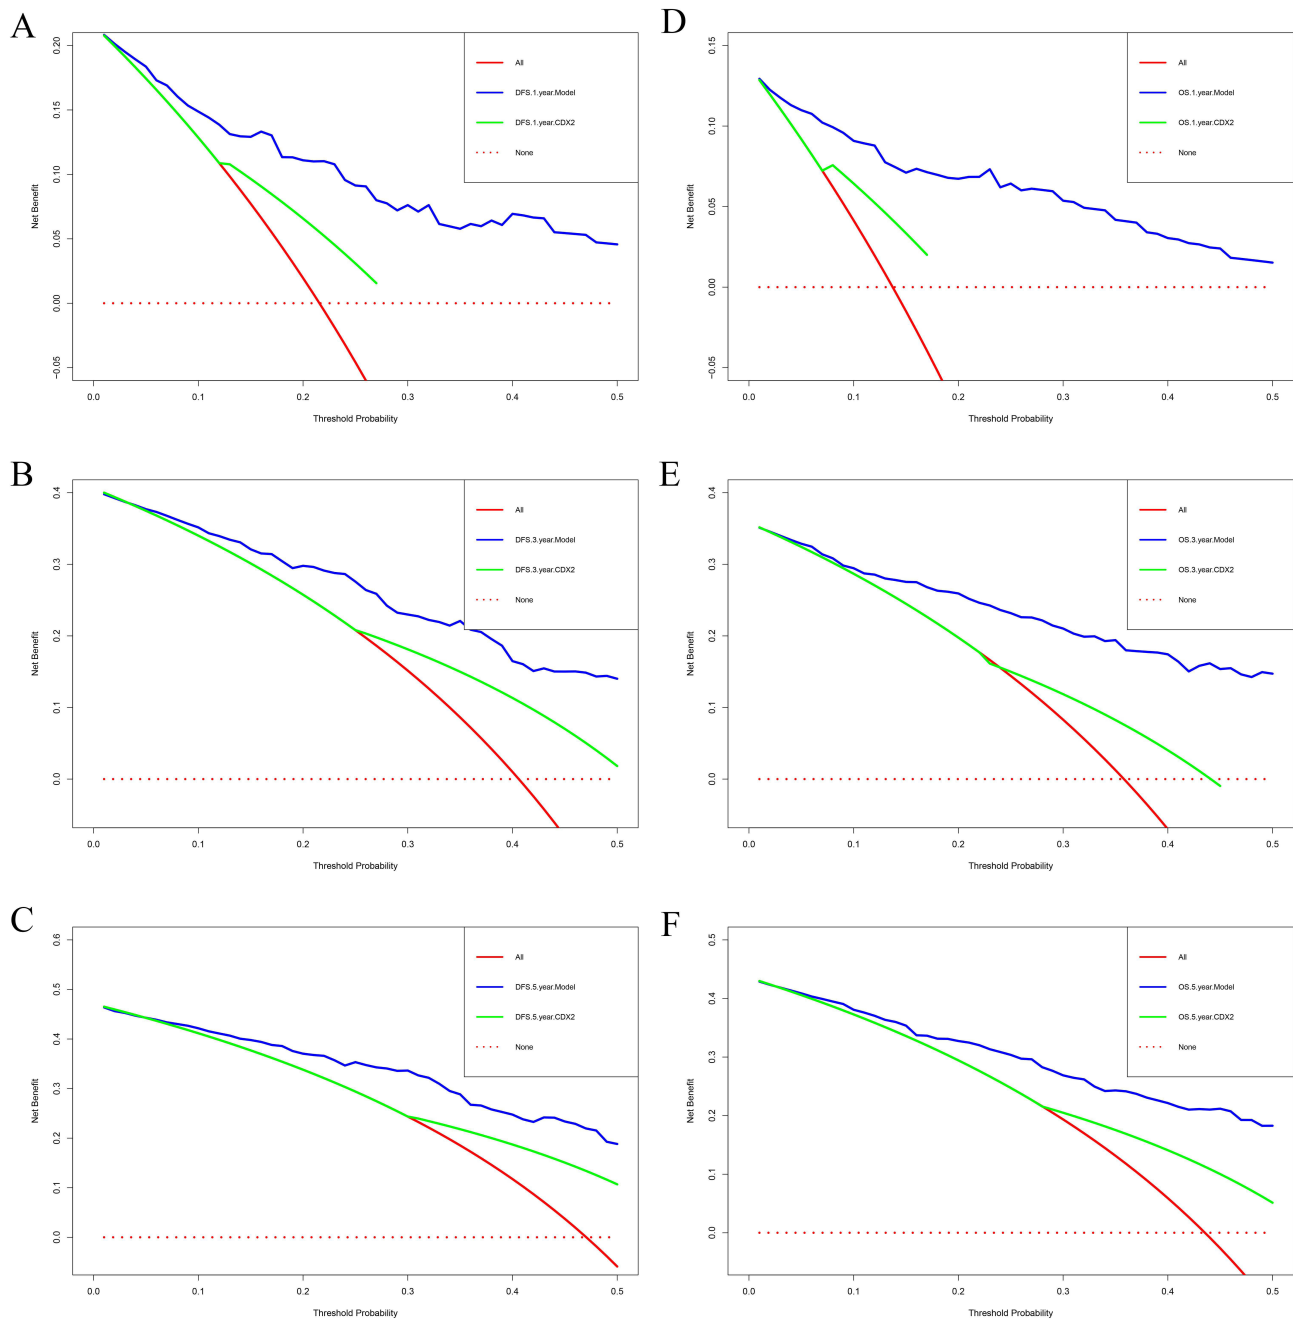 A
0.20
0.15
0.10
0.05
0.00
−0.05
Net Benefit
0.0 0.1 0.2 0.3 0.4 0.5
Threshold Probability
All
DFS.1.year.Model
DFS.1.year.CDX2
None
D
0.15
0.10
0.05
0.00
−0.05
Net Benefit
0.0 0.1 0.2 0.3 0.4 0.5
Threshold Probability
All
OS.1.year.Model
OS.1.year.CDX2
None
B
0.4
0.3
0.2
0.1
0.0
Net Benefit
0.0 0.1 0.2 0.3 0.4 0.5
Threshold Probability
All
DFS.3.year.Model
DFS.3.year.CDX2
None
E
0.4
0.3
0.2
0.1
0.0
Net Benefit
0.0 0.1 0.2 0.3 0.4 0.5
Threshold Probability
All
OS.3.year.Model
OS.3.year.CDX2
None
C
0.6
0.5
0.4
0.3
0.2
0.1
0.0
Net Benefit
0.0 0.1 0.2 0.3 0.4 0.5
Threshold Probability
All
DFS.5.year.Model
DFS.5.year.CDX2
None
F
0.5
0.4
0.3
0.2
0.1
0.0
Net Benefit
0.0 0.1 0.2 0.3 0.4 0.5
Threshold Probability
All
OS.5.year.Model
OS.5.year.CDX2
None